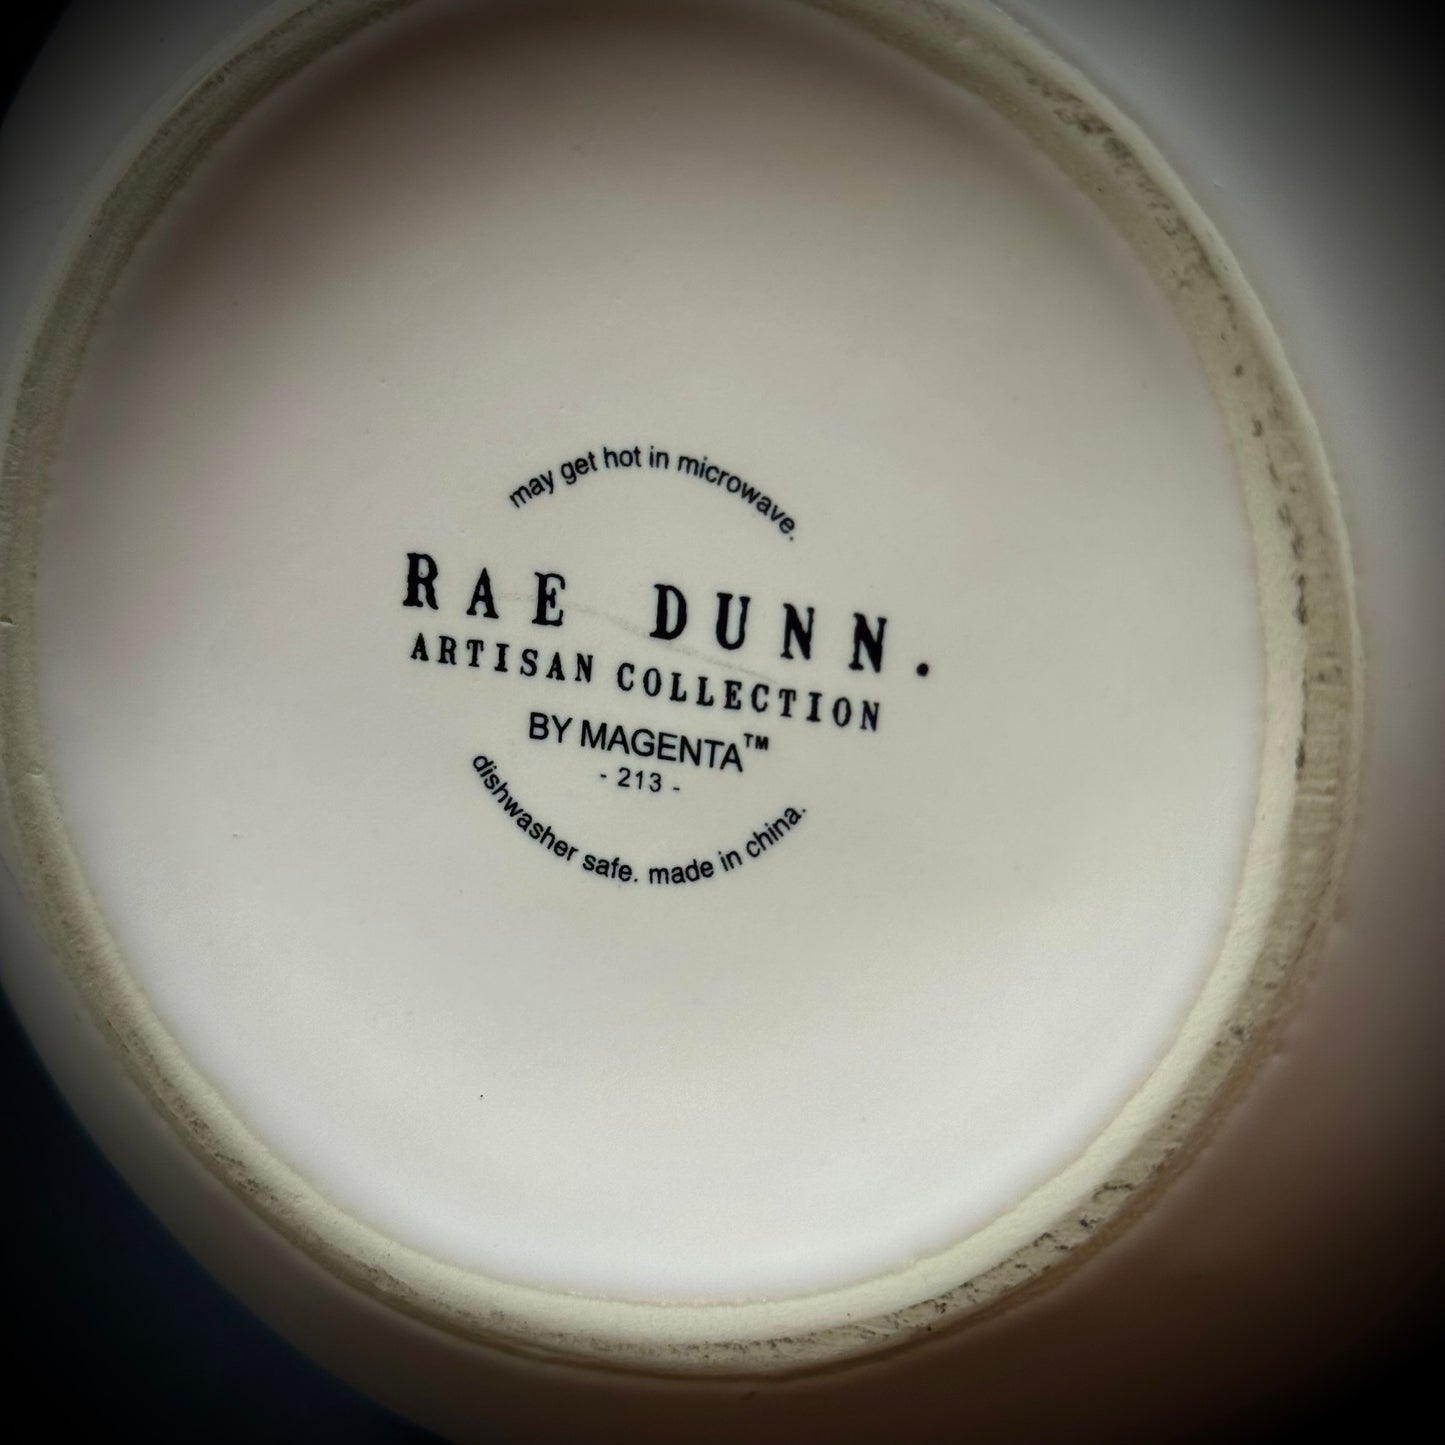 may get hot in microwave.
RAE DUNN.
ARTISAN COLLECTION
BY MAGENTA™
- 213 -
dishwasher safe. made in china.